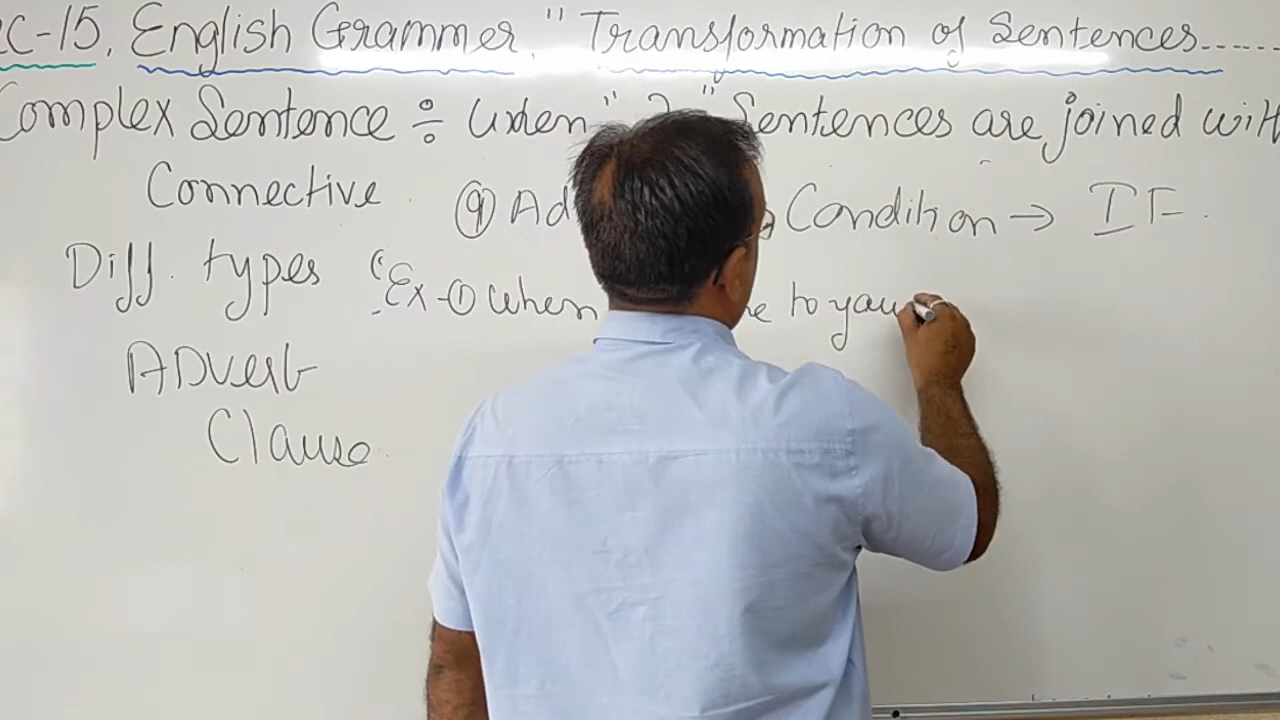 C-15, English Grammer, " Transformation of Sentences......
Complex Sentence ÷ when " 2 " Sentences are joined with
Connective (9) Ad Condition → IF.
Diff. types (Ex-① when e to you
ADverb
Clause